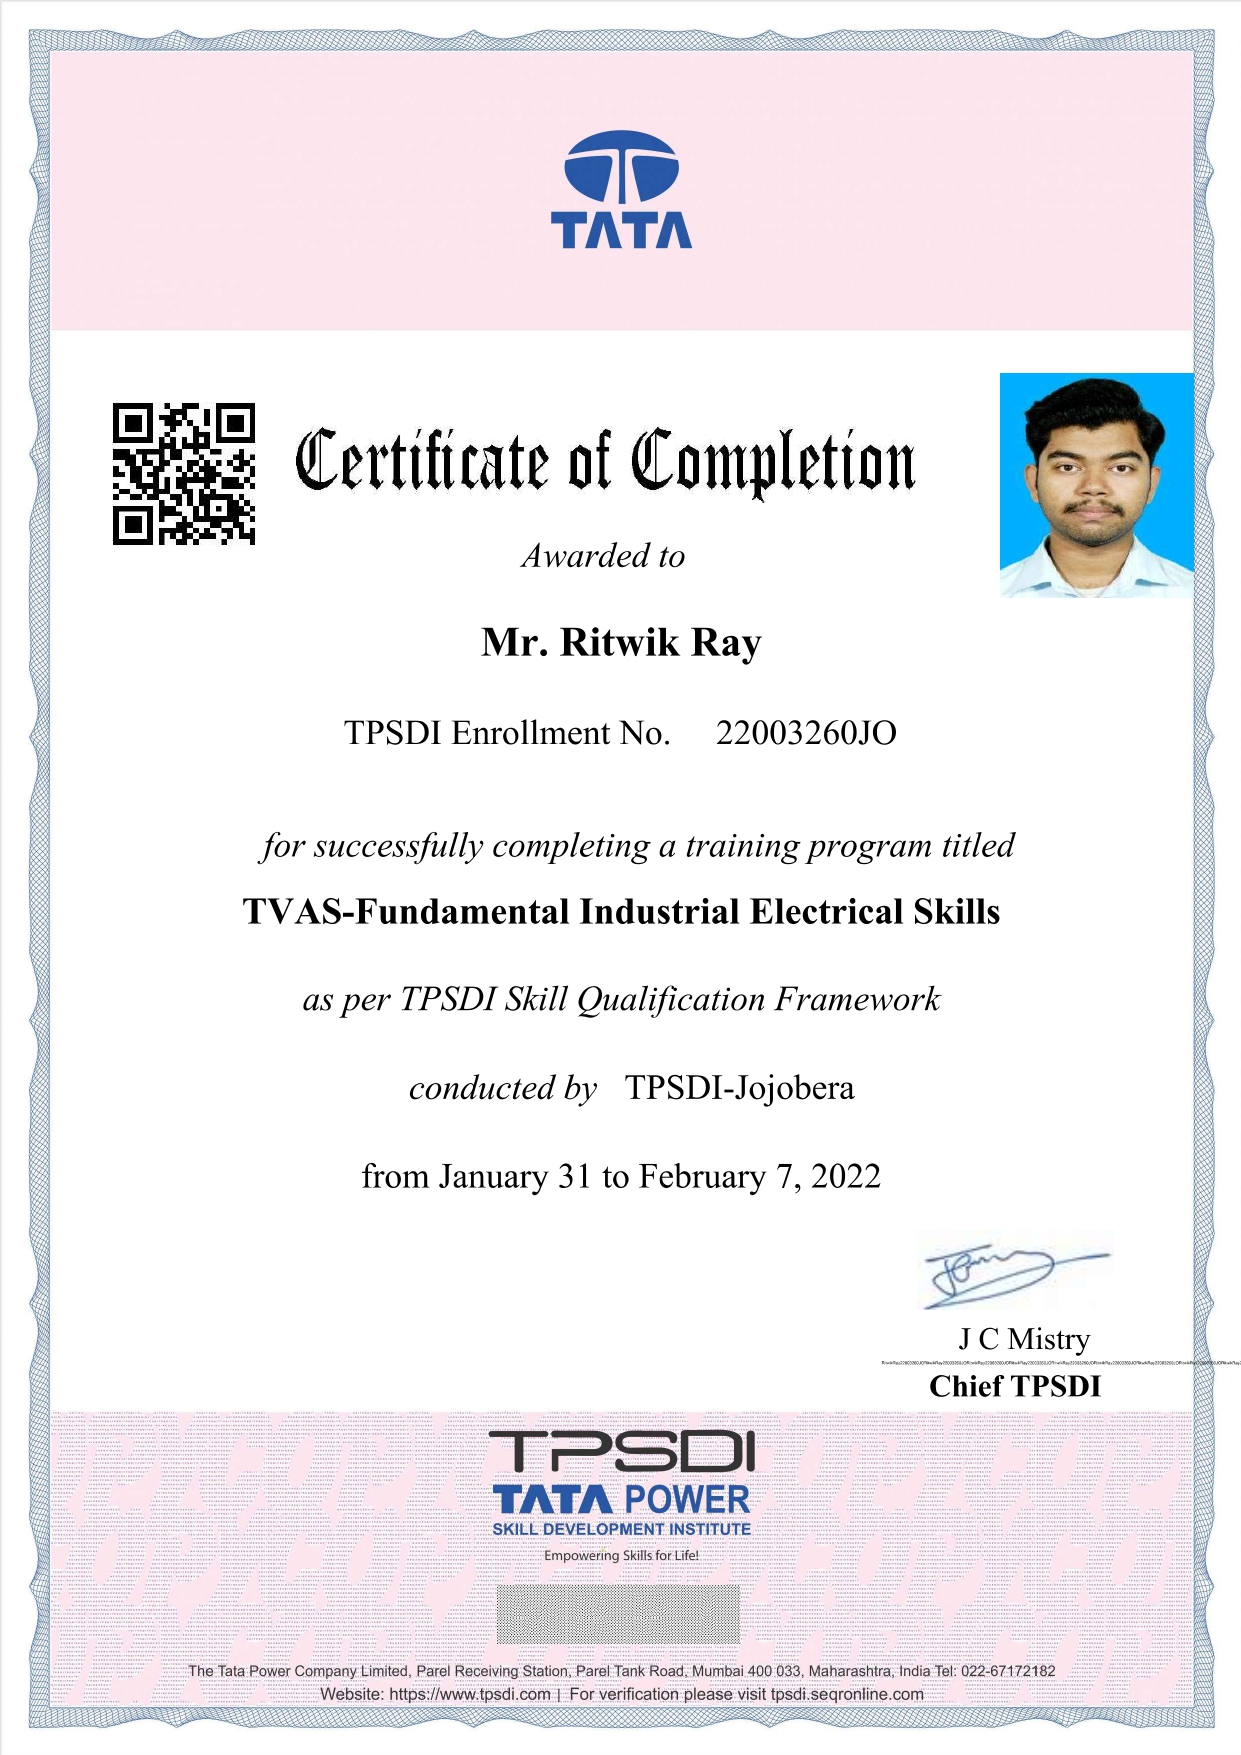 TATA
Certificate of Completion
Awarded to
Mr. Ritwik Ray
TPSDI Enrollment No. 22003260JO
for successfully completing a training program titled
TVAS-Fundamental Industrial Electrical Skills
as per TPSDI Skill Qualification Framework
conducted by TPSDI-Jojobera
from January 31 to February 7, 2022
J C Mistry
Chief TPSDI
TPSDI
TATA POWER
SKILL DEVELOPMENT INSTITUTE
Empowering Skills for Life!
The Tata Power Company Limited, Parel Receiving Station, Parel Tank Road, Mumbai 400 033, Maharashtra, India Tel: 022-67172182
Website: https://www.tpsdi.com | For verification please visit tpsdi.seqronline.com